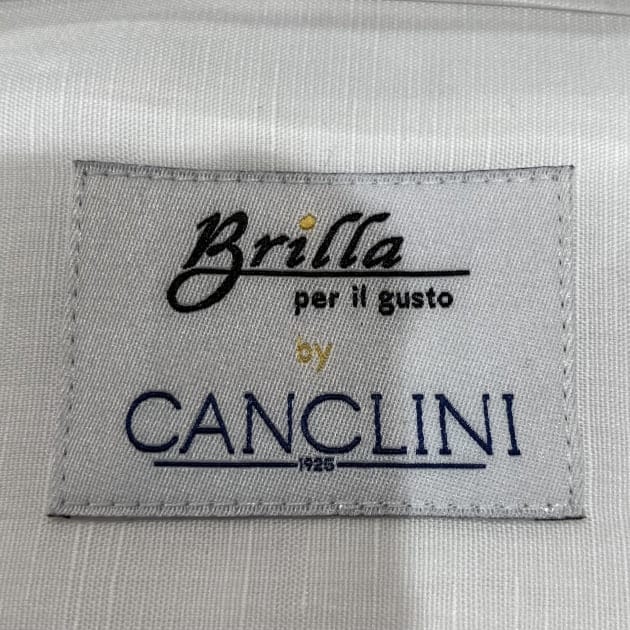 Brilla
per il gusto
by
CANCLINI
1925